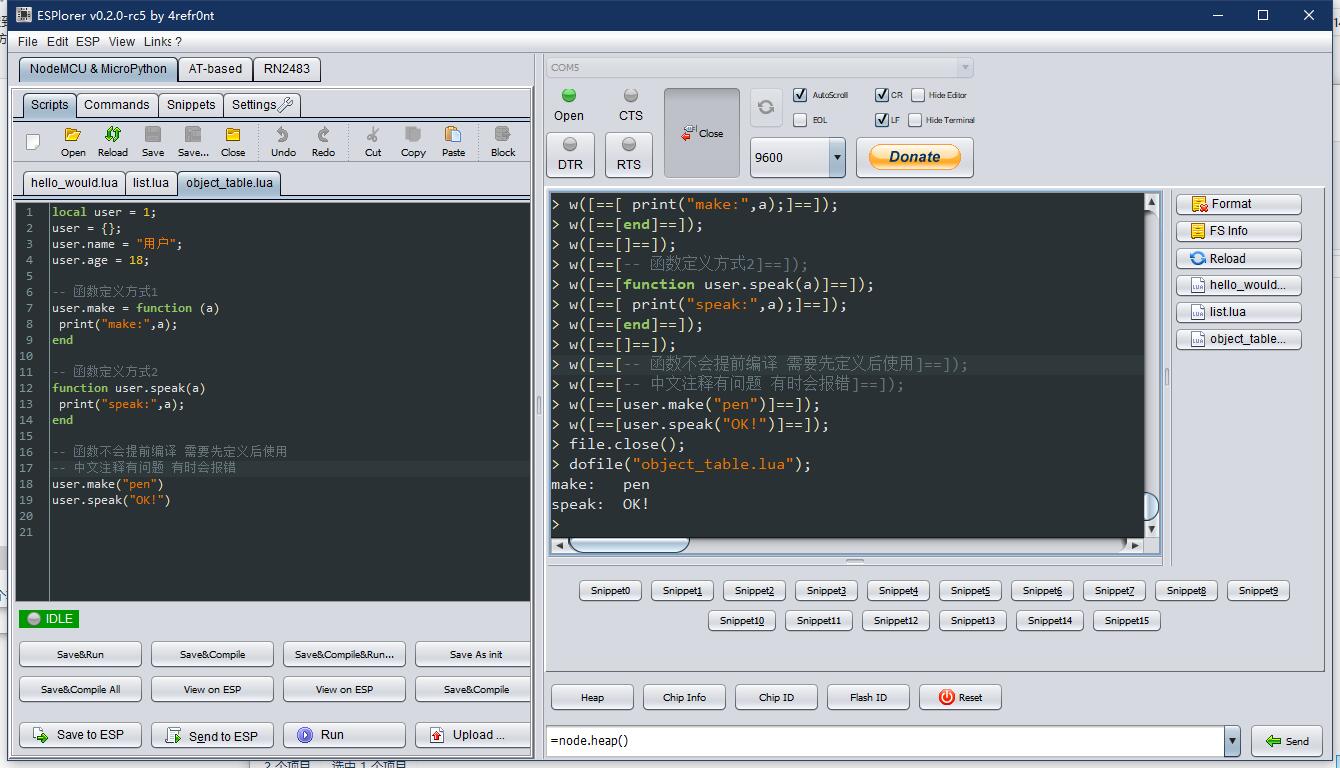 ESPlorer v0.2.0-rc5 by 4refr0nt
File Edit ESP View Links ?
NodeMCU & MicroPython AT-based RN2483
Scripts Commands Snippets Settings
Open Reload Save Save... Close Undo Redo Cut Copy Paste Block
hello_would.lua list.lua object_table.lua
1 local user = 1;
2 user = {};
3 user.name = "用户";
4 user.age = 18;
5
6 -- 函数定义方式1
7 user.make = function (a)
8 print("make:",a);
9 end
10
11 -- 函数定义方式2
12 function user.speak(a)
13 print("speak:",a);
14 end
15
16 -- 函数不会提前编译 需要先定义后使用
17 -- 中文注释有问题 有时会报错
18 user.make("pen")
19 user.speak("OK!")
20
21
IDLE
Save&Run Save&Compile Save&Compile&Run... Save As init
Save&Compile All View on ESP View on ESP Save&Compile
Save to ESP Send to ESP Run Upload ...
COM5
Open CTS Close AutoScroll CR Hide Editor
EOL LF Hide Terminal
DTR RTS 9600 Donate
> w([==[ print("make:",a);]==]);
> w([==[end]==]);
> w([==[]==]);
> w([==[-- 函数定义方式2]==]);
> w([==[function user.speak(a)]==]);
> w([==[ print("speak:",a);]==]);
> w([==[end]==]);
> w([==[]==]);
> w([==[-- 函数不会提前编译 需要先定义后使用]==]);
> w([==[-- 中文注释有问题 有时会报错]==]);
> w([==[user.make("pen")]==]);
> w([==[user.speak("OK!")]==]);
> file.close();
> dofile("object_table.lua");
make: pen
speak: OK!
>
Format
FS Info
Reload
hello_would...
list.lua
object_table...
Snippet0 Snippet1 Snippet2 Snippet3 Snippet4 Snippet5 Snippet6 Snippet7 Snippet8 Snippet9
Snippet10 Snippet11 Snippet12 Snippet13 Snippet14 Snippet15
Heap Chip Info Chip ID Flash ID Reset
=node.heap() Send
2 个项目 选中 1 个项目